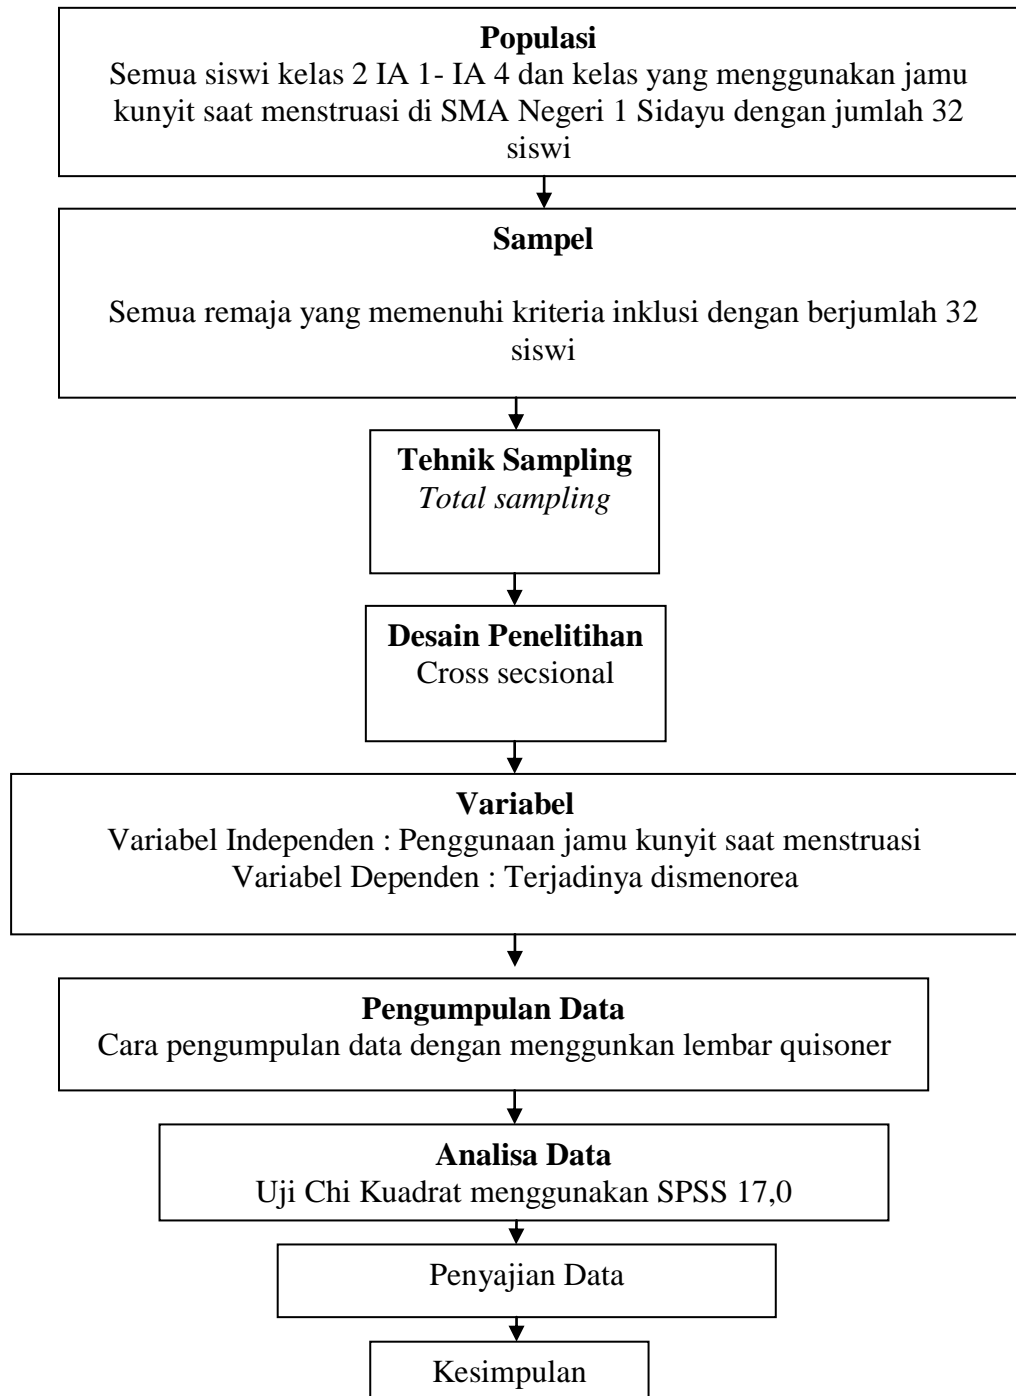 Populasi
Semua siswi kelas 2 IA 1- IA 4 dan kelas yang menggunakan jamu
kunyit saat menstruasi di SMA Negeri 1 Sidayu dengan jumlah 32
siswi
Sampel
Semua remaja yang memenuhi kriteria inklusi dengan berjumlah 32
siswi
Tehnik Sampling
Total sampling
Desain Penelitihan
Cross secsional
Variabel
Variabel Independen : Penggunaan jamu kunyit saat menstruasi
Variabel Dependen : Terjadinya dismenorea
Pengumpulan Data
Cara pengumpulan data dengan menggunkan lembar quisoner
Analisa Data
Uji Chi Kuadrat menggunakan SPSS 17,0
Penyajian Data
Kesimpulan